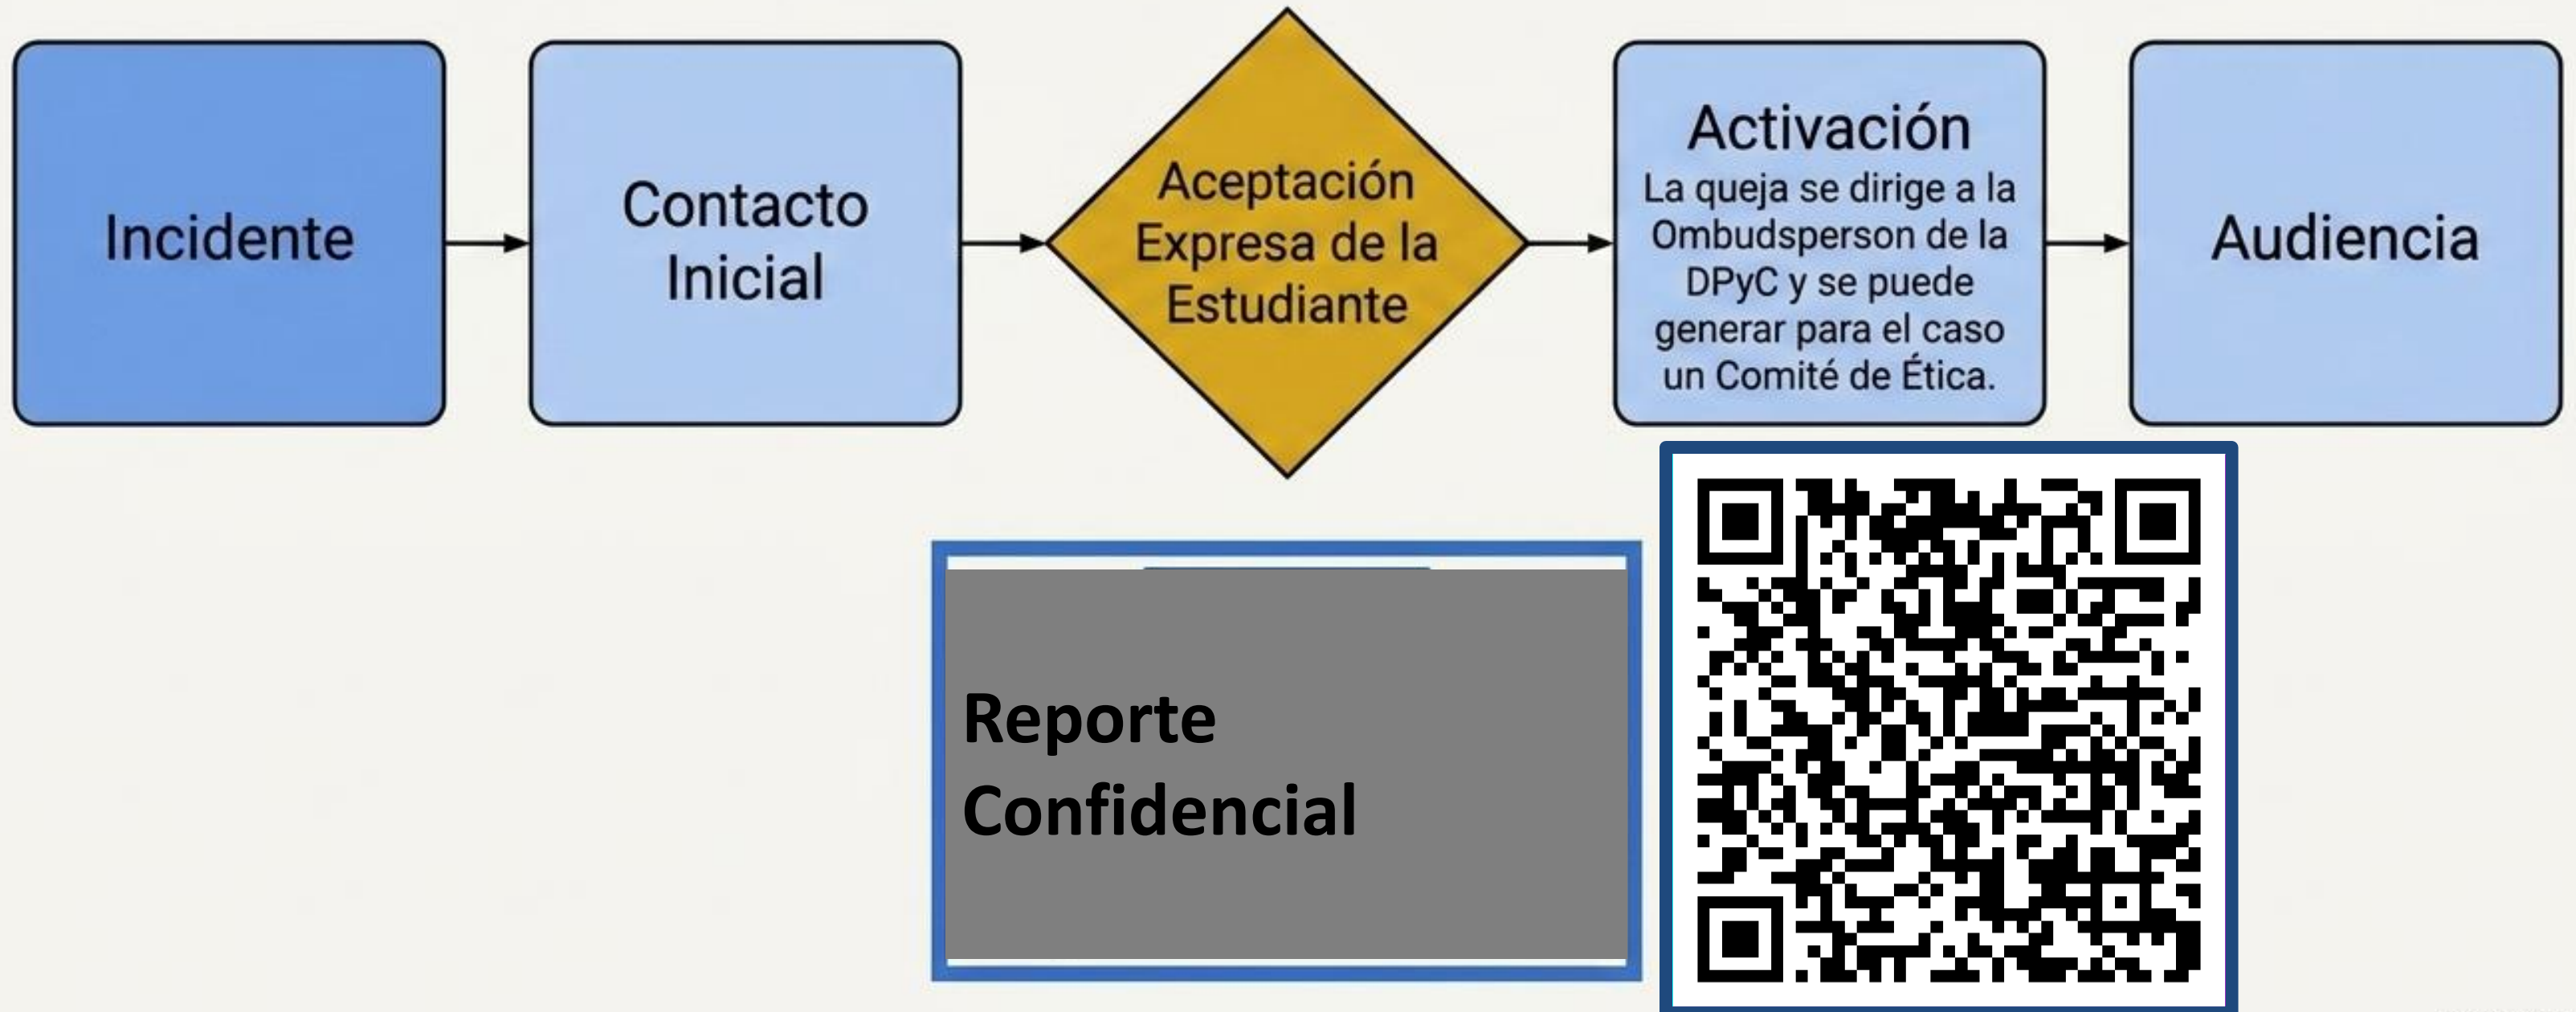 Incidente
Contacto
Inicial
Aceptación
Expresa de la
Estudiante
Activación
La queja se dirige a la
Ombudsperson de la
DPyC y se puede
generar para el caso
un Comité de Ética.
Audiencia
Reporte
Confidencial